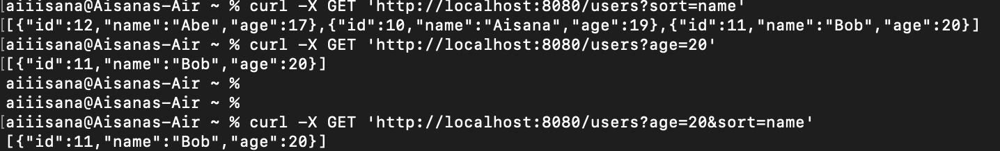 [aiiisana@Aisanas-Air ~ % curl -X GET 'http://localhost:8080/users?sort=name'
[[{"id":12,"name":"Abe","age":17},{"id":10,"name":"Aisana","age":19},{"id":11,"name":"Bob","age":20}]
[aiiisana@Aisanas-Air ~ % curl -X GET 'http://localhost:8080/users?age=20'
[[{"id":11,"name":"Bob","age":20}]
aiiisana@Aisanas-Air ~ %
aiiisana@Aisanas-Air ~ %
[aiiisana@Aisanas-Air ~ % curl -X GET 'http://localhost:8080/users?age=20&sort=name'
[{"id":11,"name":"Bob","age":20}]